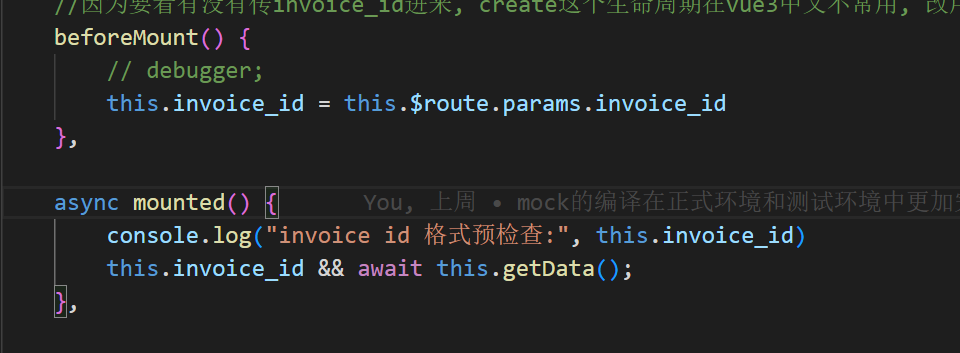 //因为要看有没有传invoice_id进来, create这个生命周期在vue3中又不常用, 改用
beforeMount() {
// debugger;
this.invoice_id = this.$route.params.invoice_id
},
async mounted() { You, 上周 • mock的编译在正式环境和测试环境中更加
console.log("invoice id 格式预检查:", this.invoice_id)
this.invoice_id && await this.getData();
},